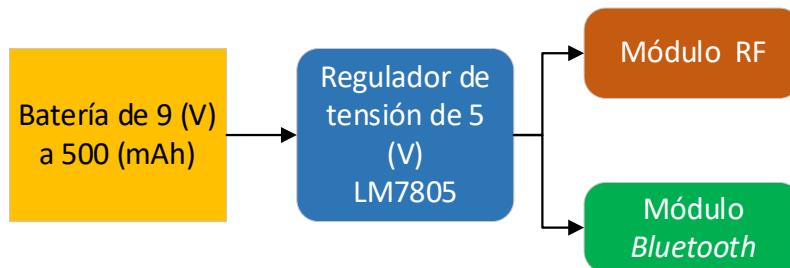 Batería de 9 (V)
a 500 (mAh)
Regulador de
tensión de 5
(V)
LM7805
Módulo RF
Módulo
Bluetooth